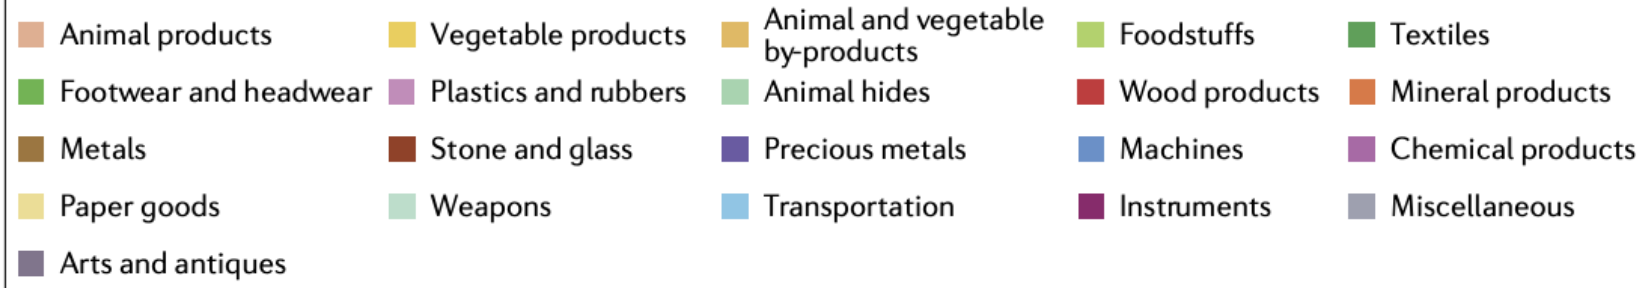 Animal products
Vegetable products
Animal and vegetable
by-products
Foodstuffs
Textiles
Footwear and headwear
Plastics and rubbers
Animal hides
Wood products
Mineral products
Metals
Stone and glass
Precious metals
Machines
Chemical products
Paper goods
Weapons
Transportation
Instruments
Miscellaneous
Arts and antiques